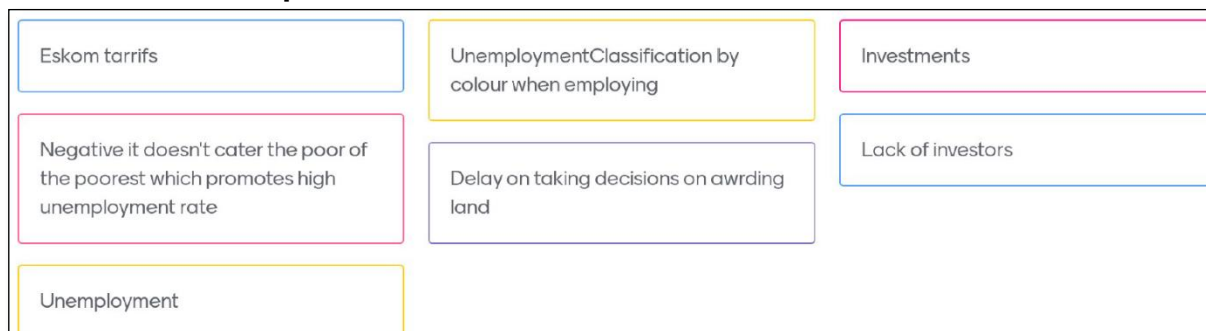 Eskom tarrifs
Negative it doesn't cater the poor of
the poorest which promotes high
unemployment rate
Unemployment
UnemploymentClassification by
colour when employing
Delay on taking decisions on awrding
land
Investments
Lack of investors